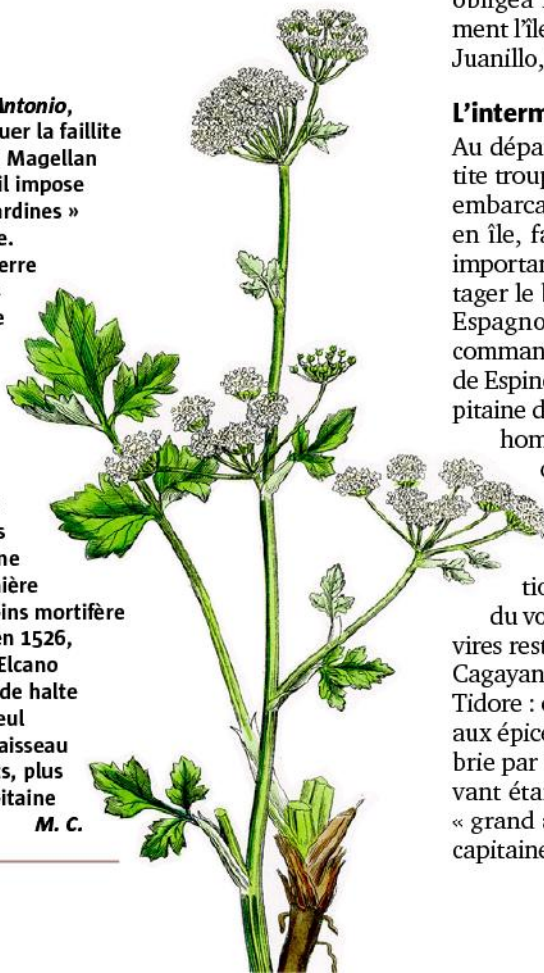 Antonio,
uer la faillite
Magellan
il impose
ardines »
e.
erre
e
s
ne
ière
ins mortifère
en 1526,
Elcano
de halte
eul
aisseau
s, plus
pitaine
M. C.
obligea
ment l’île
Juanillo,
L’interm
Au dépa
tite troup
embarca
en île, fa
importan
tager le b
Espagno
comman
de Espino
pitaine d
hom
tio
du vo
vires rest
Cagayan
Tidore :
aux épice
brie par
vant étai
« grand
capitaine